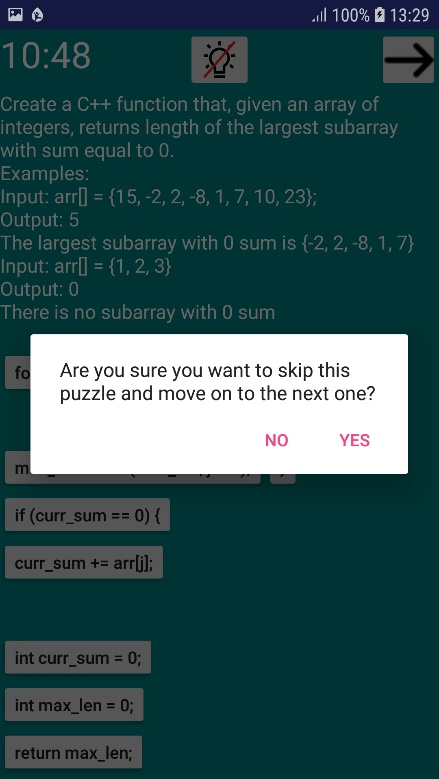 100% 13:29
10:48
Create a C++ function that, given an array of
integers, returns length of the largest subarray
with sum equal to 0.
Examples:
Input: arr[] = {15, -2, 2, -8, 1, 7, 10, 23};
Output: 5
The largest subarray with 0 sum is {-2, 2, -8, 1, 7}
Input: arr[] = {1, 2, 3}
Output: 0
There is no subarray with 0 sum
Are you sure you want to skip this
puzzle and move on to the next one?
NO YES
if (curr_sum == 0) {
curr_sum += arr[j];
int curr_sum = 0;
int max_len = 0;
return max_len;